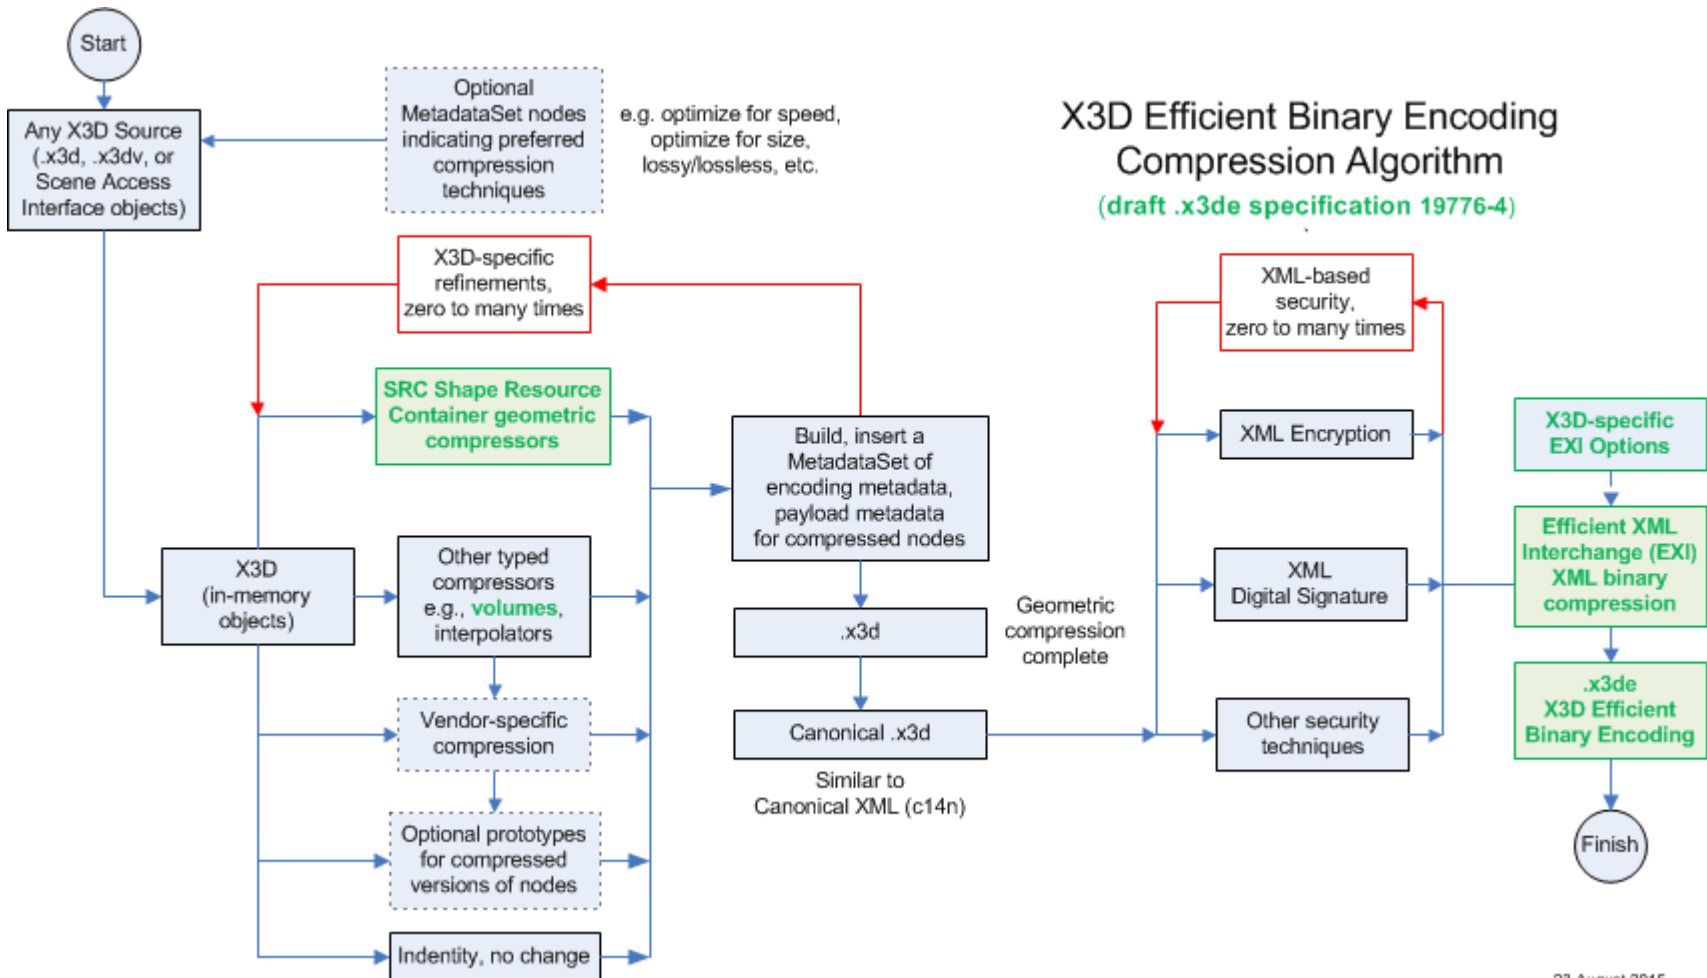 Start
Any X3D Source
(.x3d, .x3dv, or
Scene Access
Interface objects)
Optional
MetadataSet nodes
indicating preferred
compression
techniques
e.g. optimize for speed,
optimize for size,
lossy/lossless, etc.
X3D Efficient Binary Encoding
Compression Algorithm
(draft .x3de specification 19776-4)
X3D-specific
refinements,
zero to many times
SRC Shape Resource
Container geometric
compressors
X3D
(in-memory
objects)
Other typed
compressors
e.g., volumes,
interpolators
Vendor-specific
compression
Optional prototypes
for compressed
versions of nodes
Indentity, no change
Build, insert a
MetadataSet of
encoding metadata,
payload metadata
for compressed nodes
.x3d
Canonical .x3d
Similar to
Canonical XML (c14n)
Geometric
compression
complete
XML-based
security,
zero to many times
XML Encryption
XML
Digital Signature
Other security
techniques
X3D-specific
EXI Options
Efficient XML
Interchange (EXI)
XML binary
compression
.x3de
X3D Efficient
Binary Encoding
Finish
August 2015